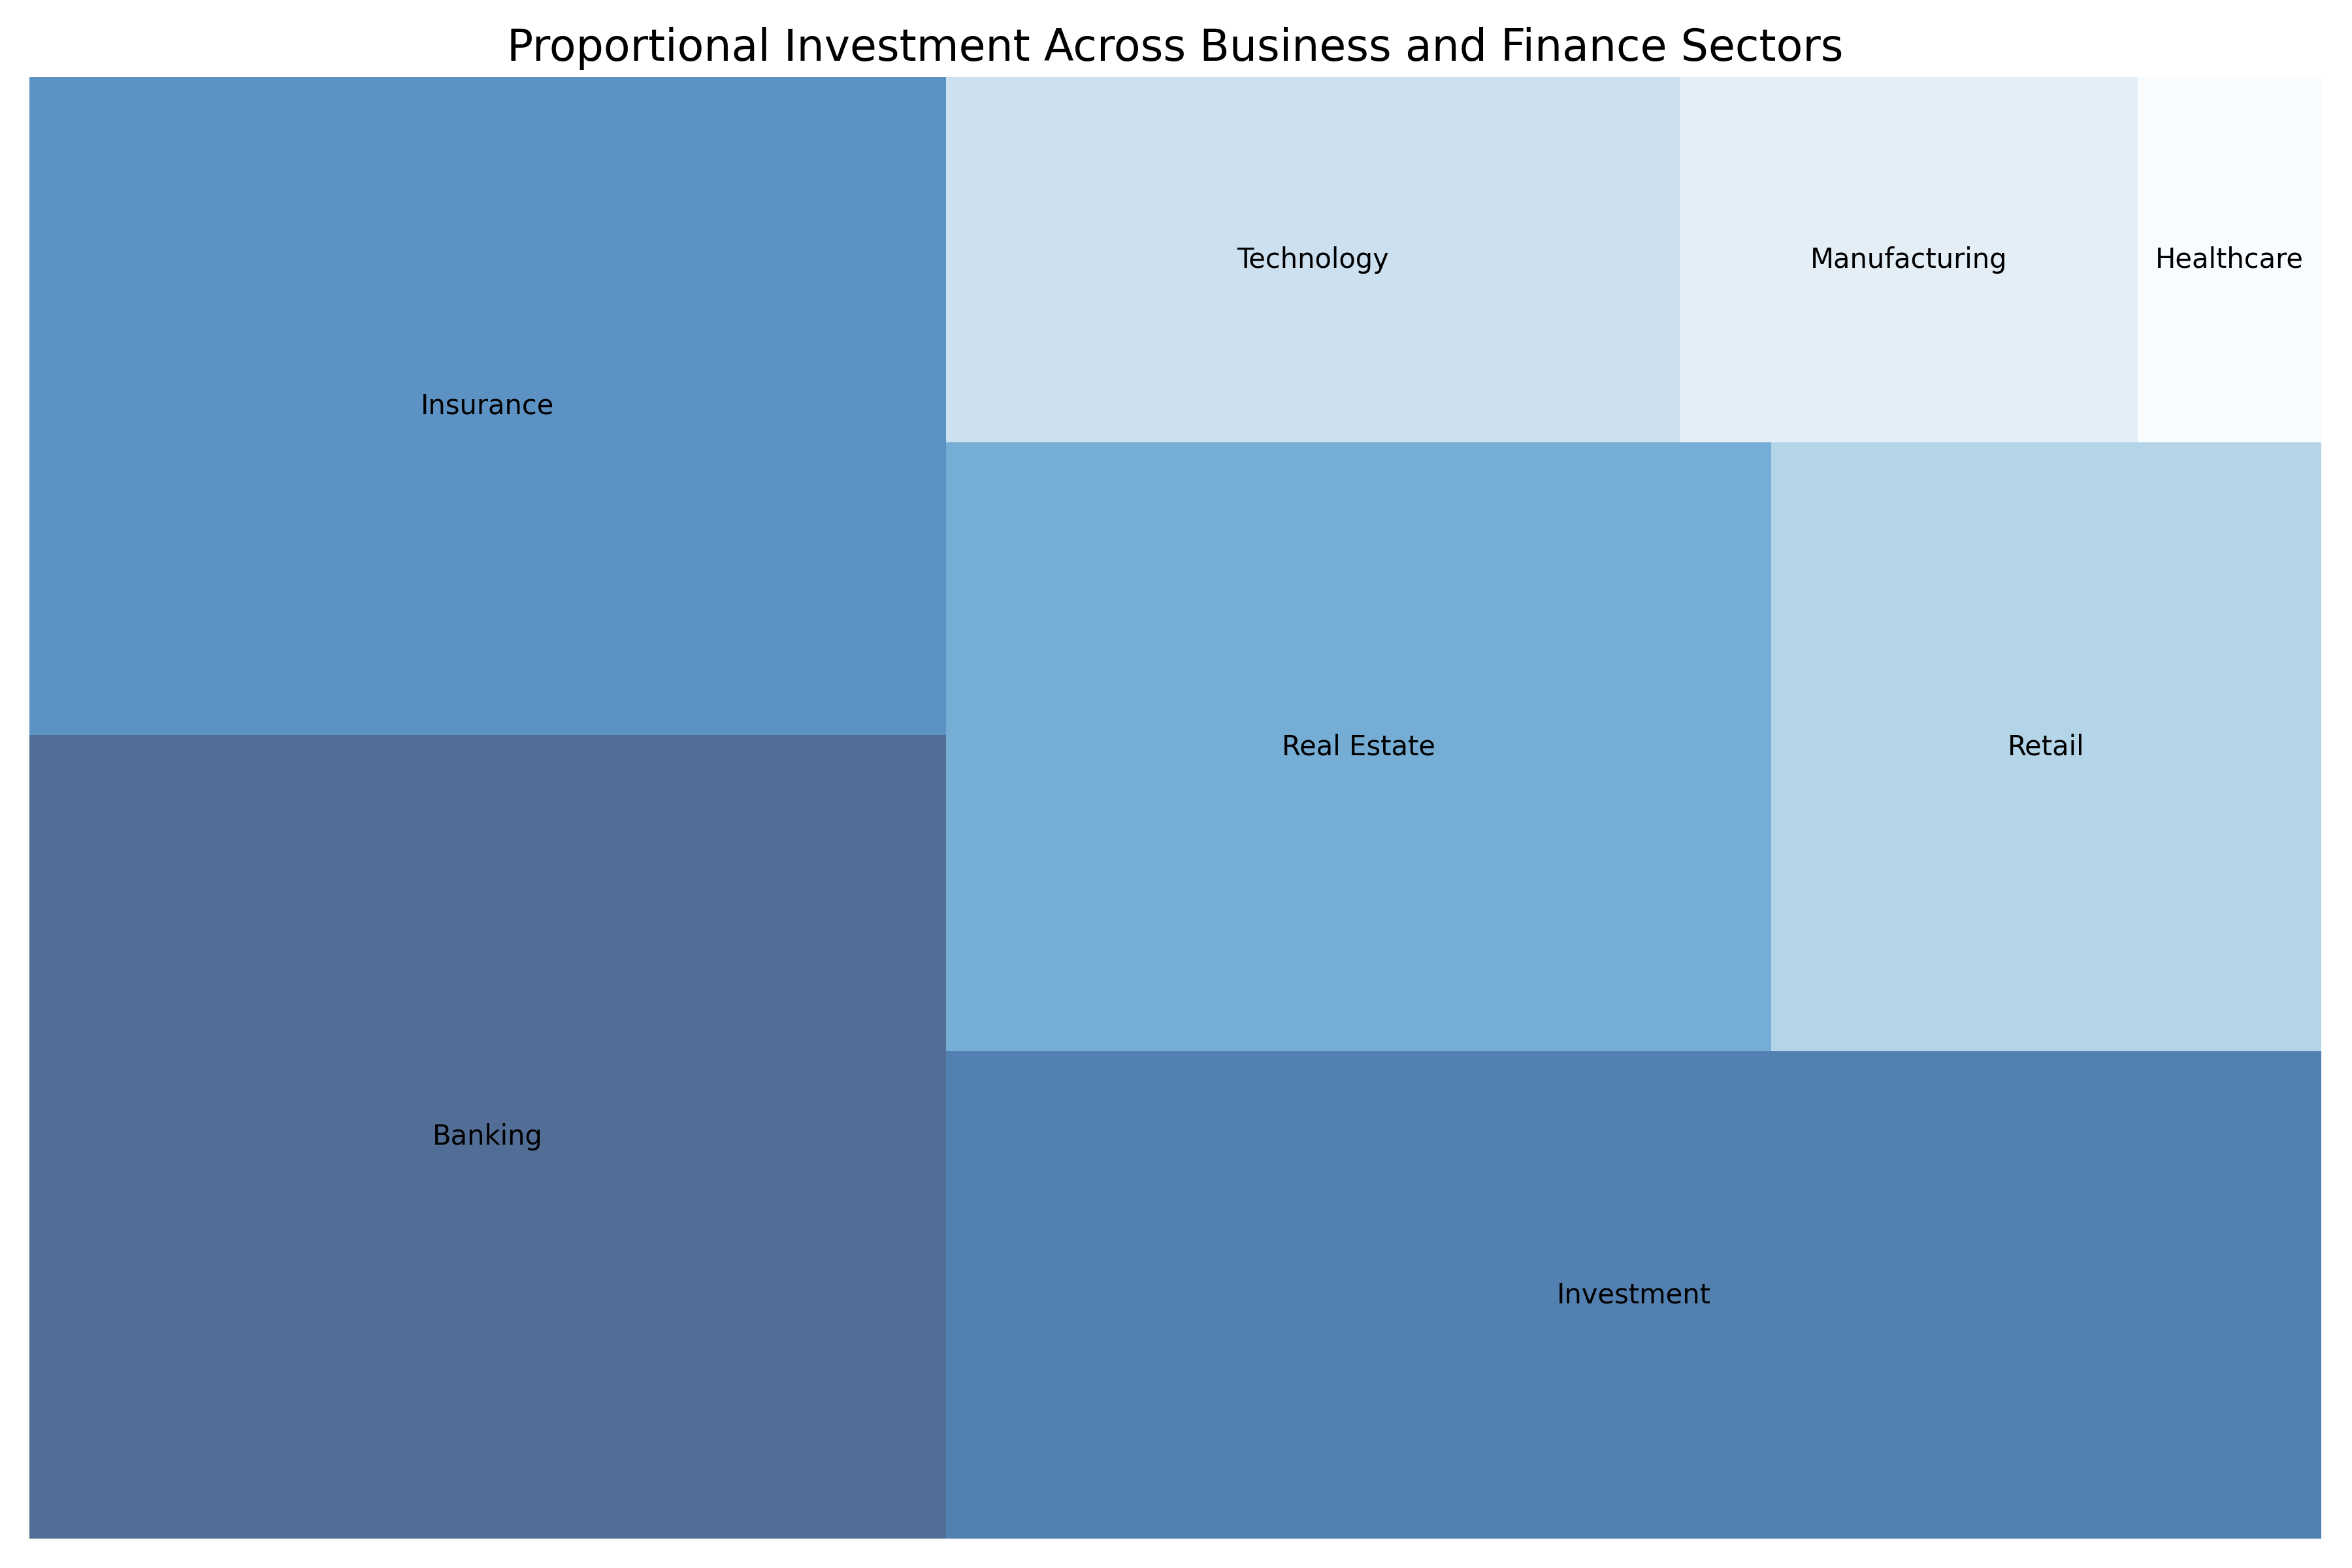 Proportional Investment Across Business and Finance Sectors
Technology
Manufacturing
Healthcare
Insurance
Real Estate
Retail
Banking
Investment